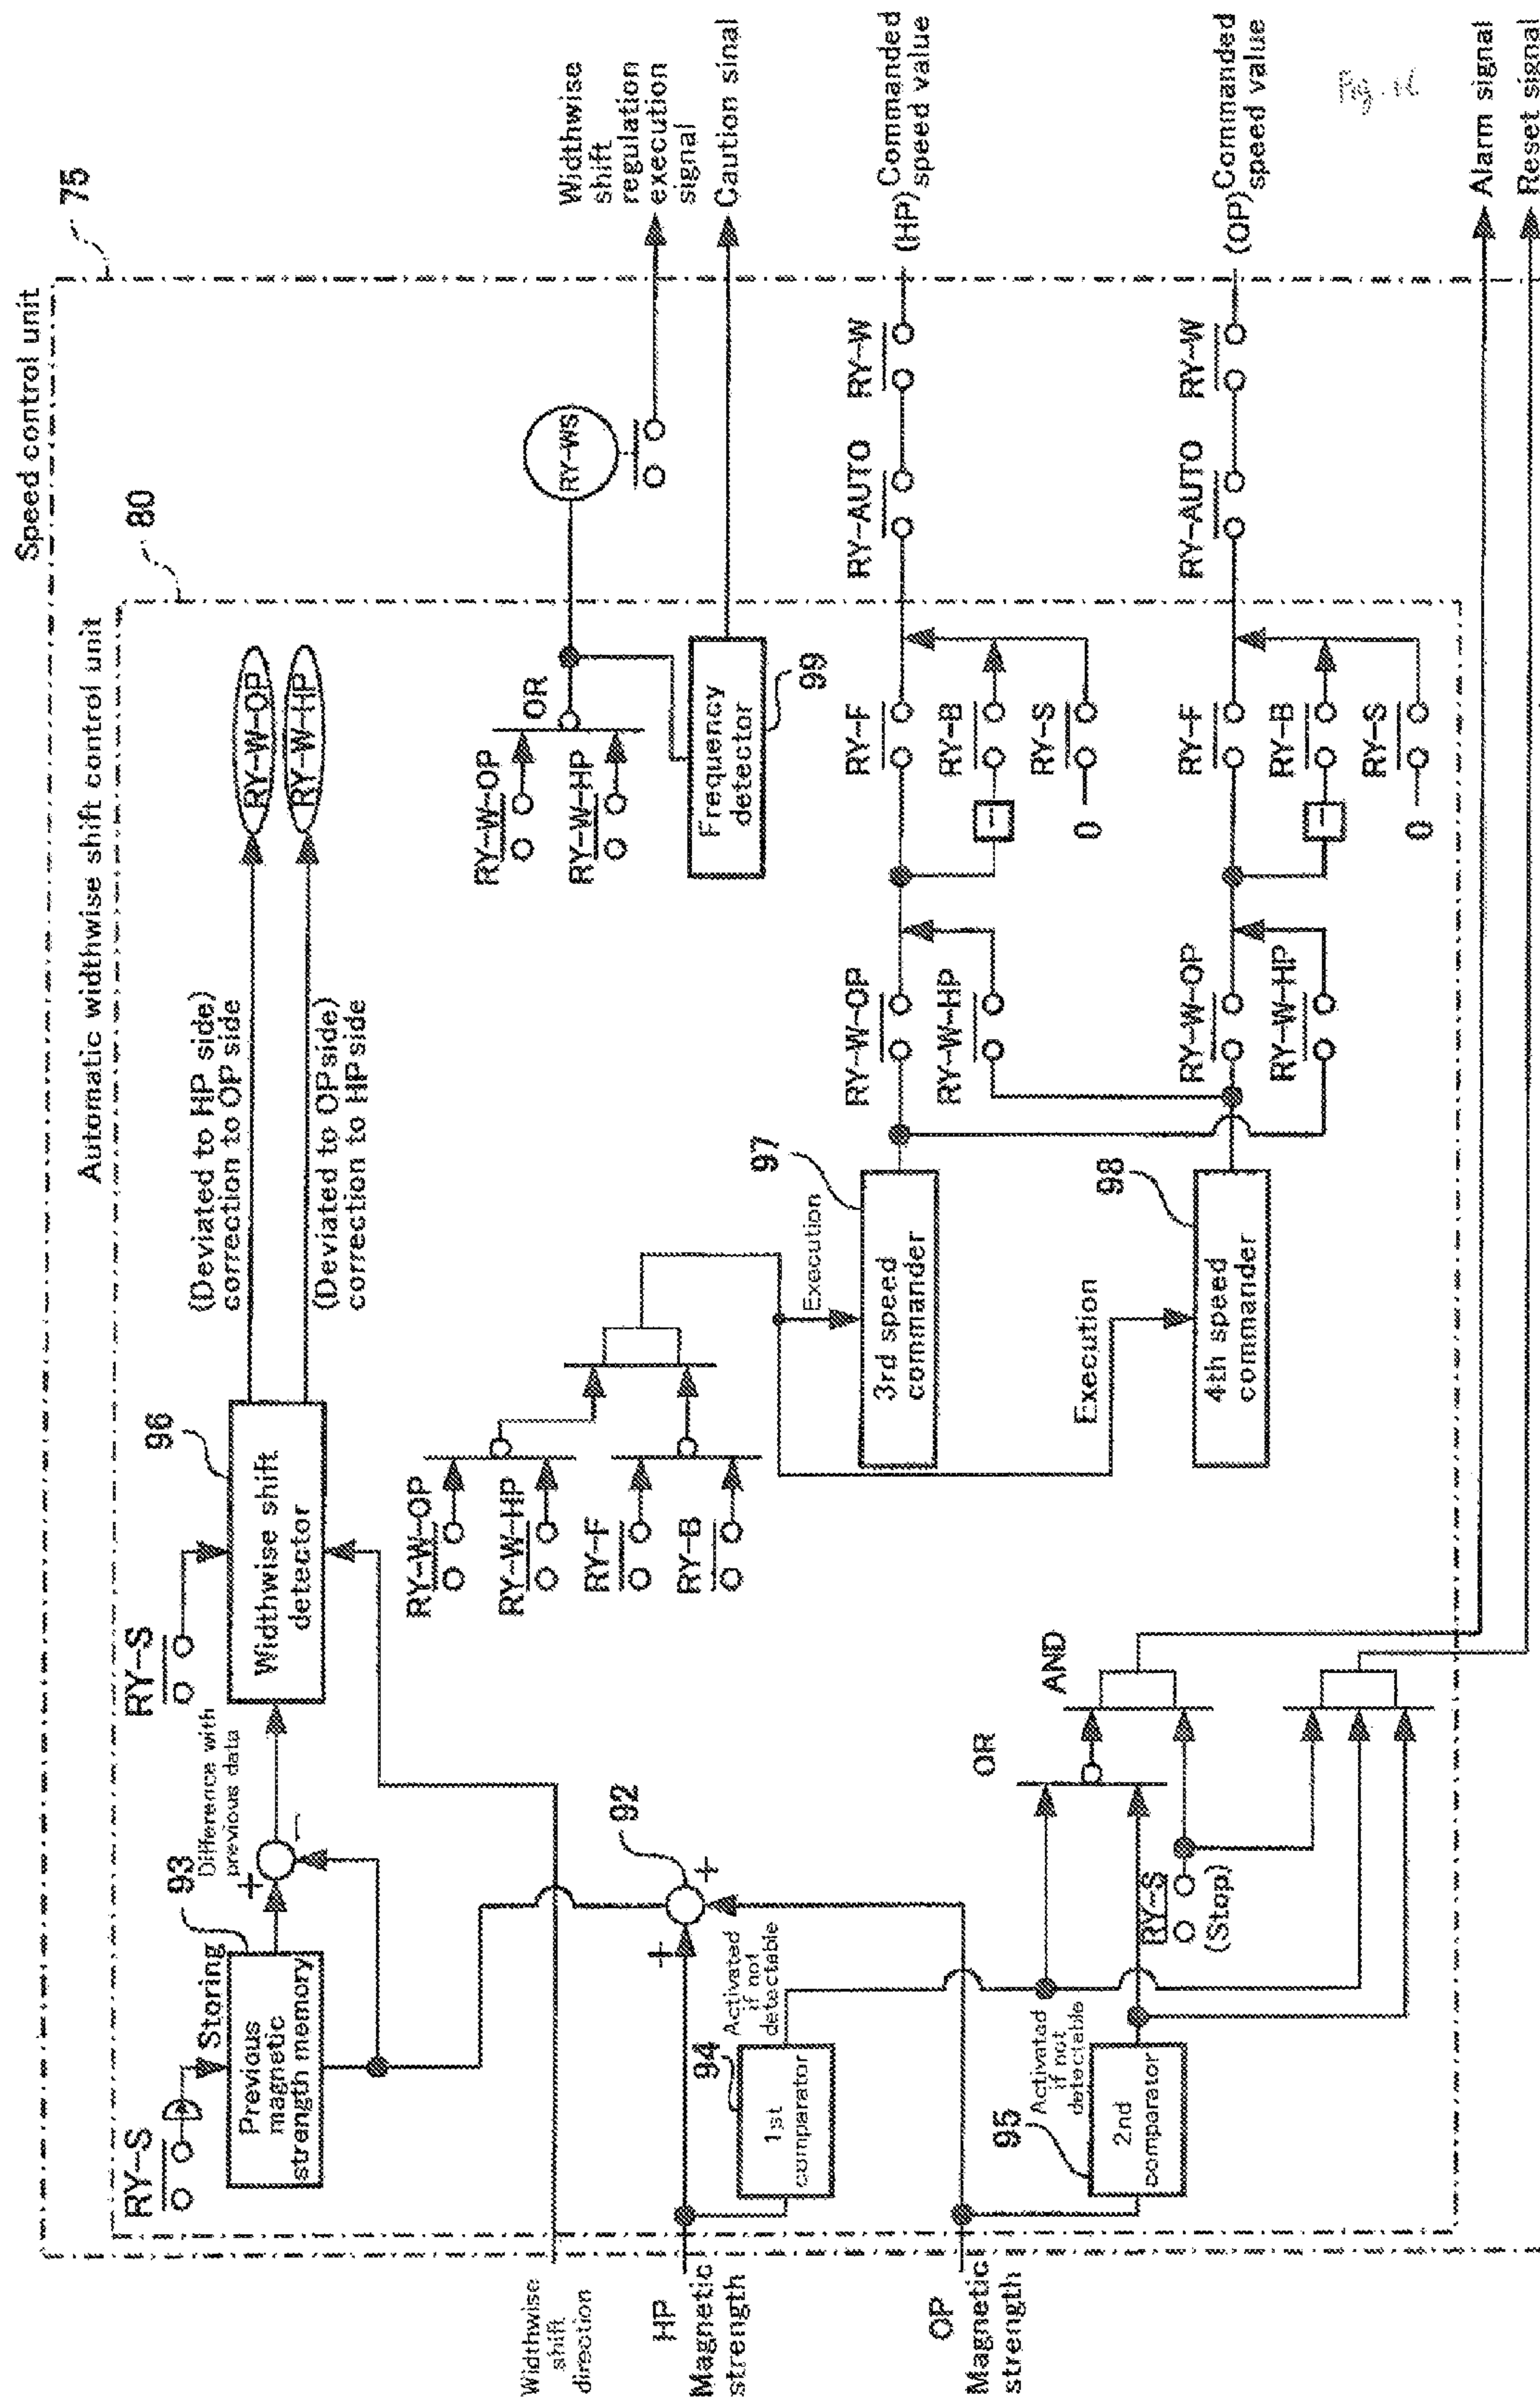 Speed control unit
75
Automatic widthwise shift control unit
80
RY-S
Storing
93
Previous
magnetic
strength memory
+
−
Difference with
previous data
RY-S
96
Widthwise shift
detector
(Deviated to HP side)
correction to OP side
(Deviated to OP side)
correction to HP side
RY-W-OP
RY-W-HP
RY-W-OP
RY-W-HP
OR
RY-WS
Widthwise
shift
regulation
execution
signal
Frequency
detector
99
Caution sinal
Widthwise
shift
direction
HP
Magnetic
strength
+
92
+
94
1st
comparator
Activated
if not
detectable
OP
Magnetic
strength
95
2nd
comparator
Activated
if not
detectable
RY-S
(Stop)
OR
AND
Alarm signal
Reset signal
RY-W-OP
RY-W-HP
RY-F
RY-B
Execution
97
3rd speed
commander
Execution
98
4th speed
commander
RY-W-OP
RY-W-HP
RY-F
RY-B
−
RY-S
0
RY-AUTO
RY-W
(HP)
Commanded
speed value
RY-W-OP
RY-W-HP
RY-F
RY-B
−
RY-S
0
RY-AUTO
RY-W
(OP)
Commanded
speed value
Fig.